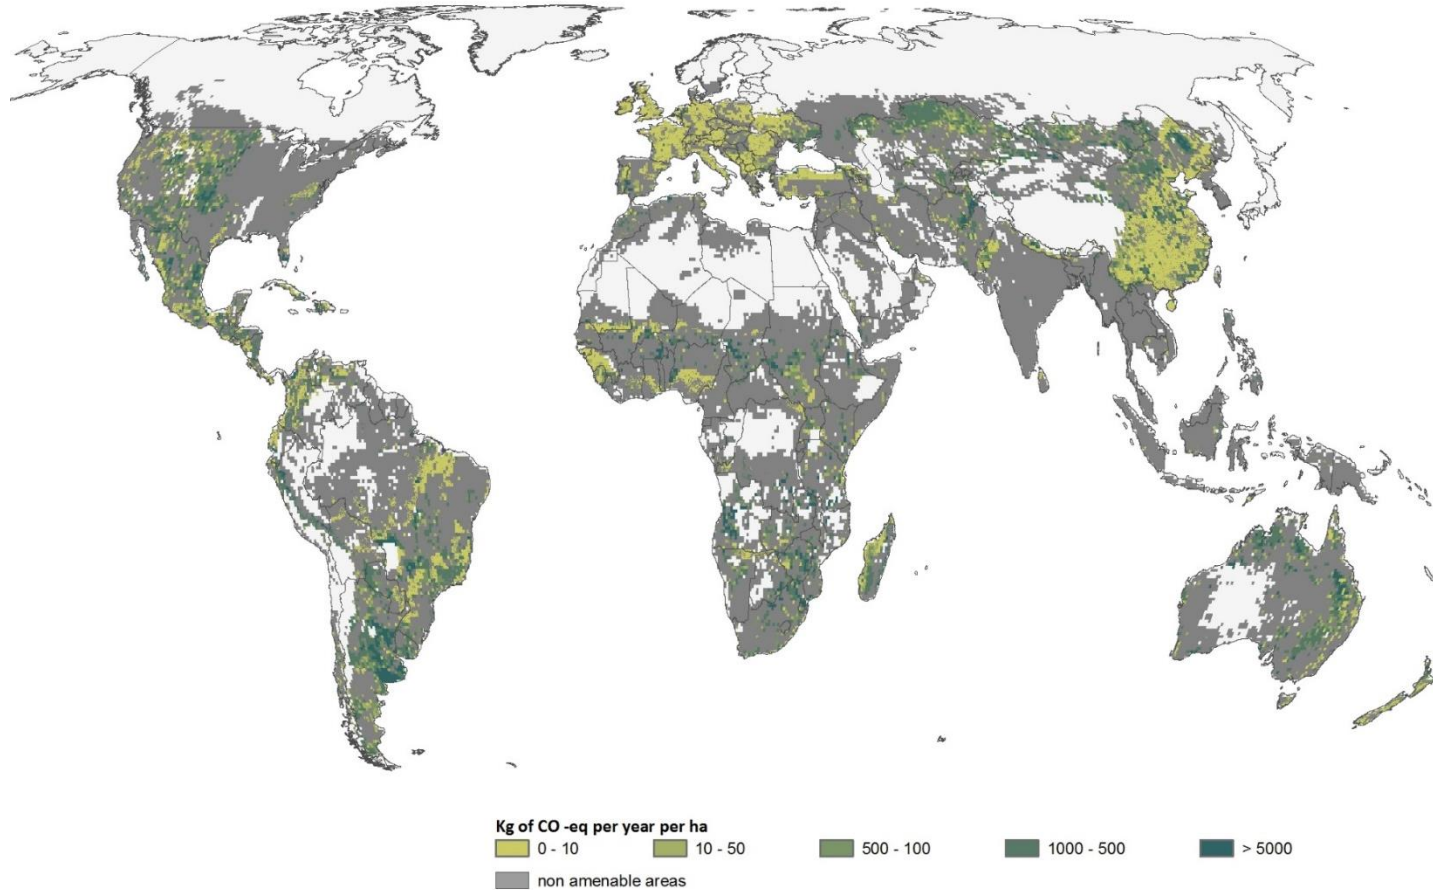 Kg of CO -eq per year per ha
0 - 10 10 - 50 500 - 100 1000 - 500 > 5000
non amenable areas